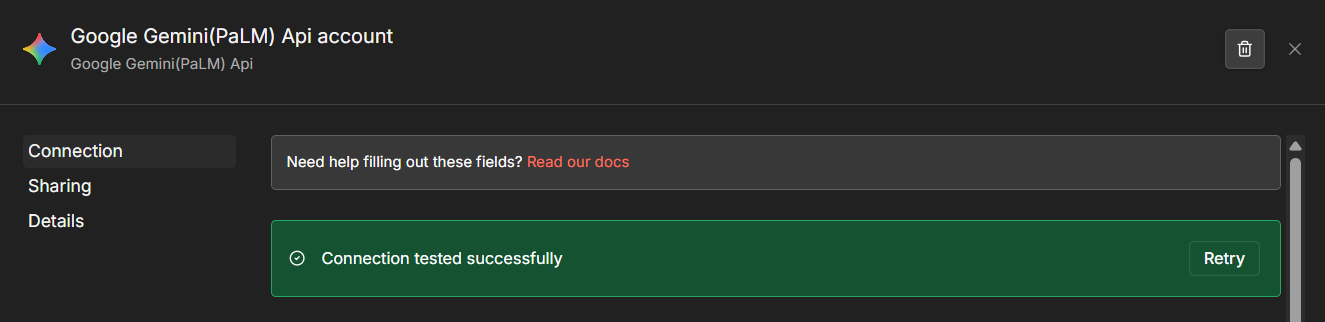 Google Gemini(PaLM) Api account
Google Gemini(PaLM) Api
Connection
Sharing
Details
Need help filling out these fields? Read our docs
Connection tested successfully
Retry